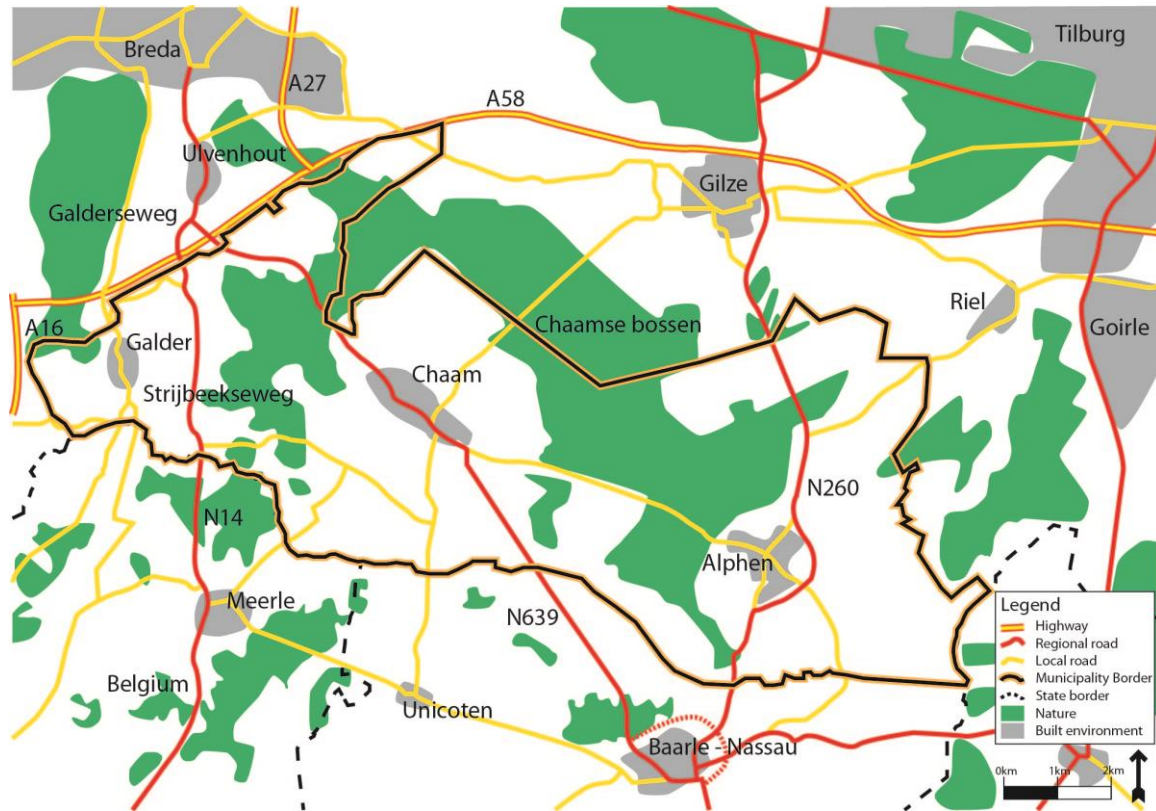 Breda
Tilburg
A27
A58
Ulvenhout
Gilze
Galderseweg
Riel
A16
Galder
Chaamse bossen
Goirle
Chaam
Strijbeekseweg
N260
N14
Alphen
Meerle
N639
Belgium
Unicoten
Baarle - Nassau
Legend
Highway
Regional road
Local road
Municipality Border
State border
Nature
Built environment
0km 1km 2km